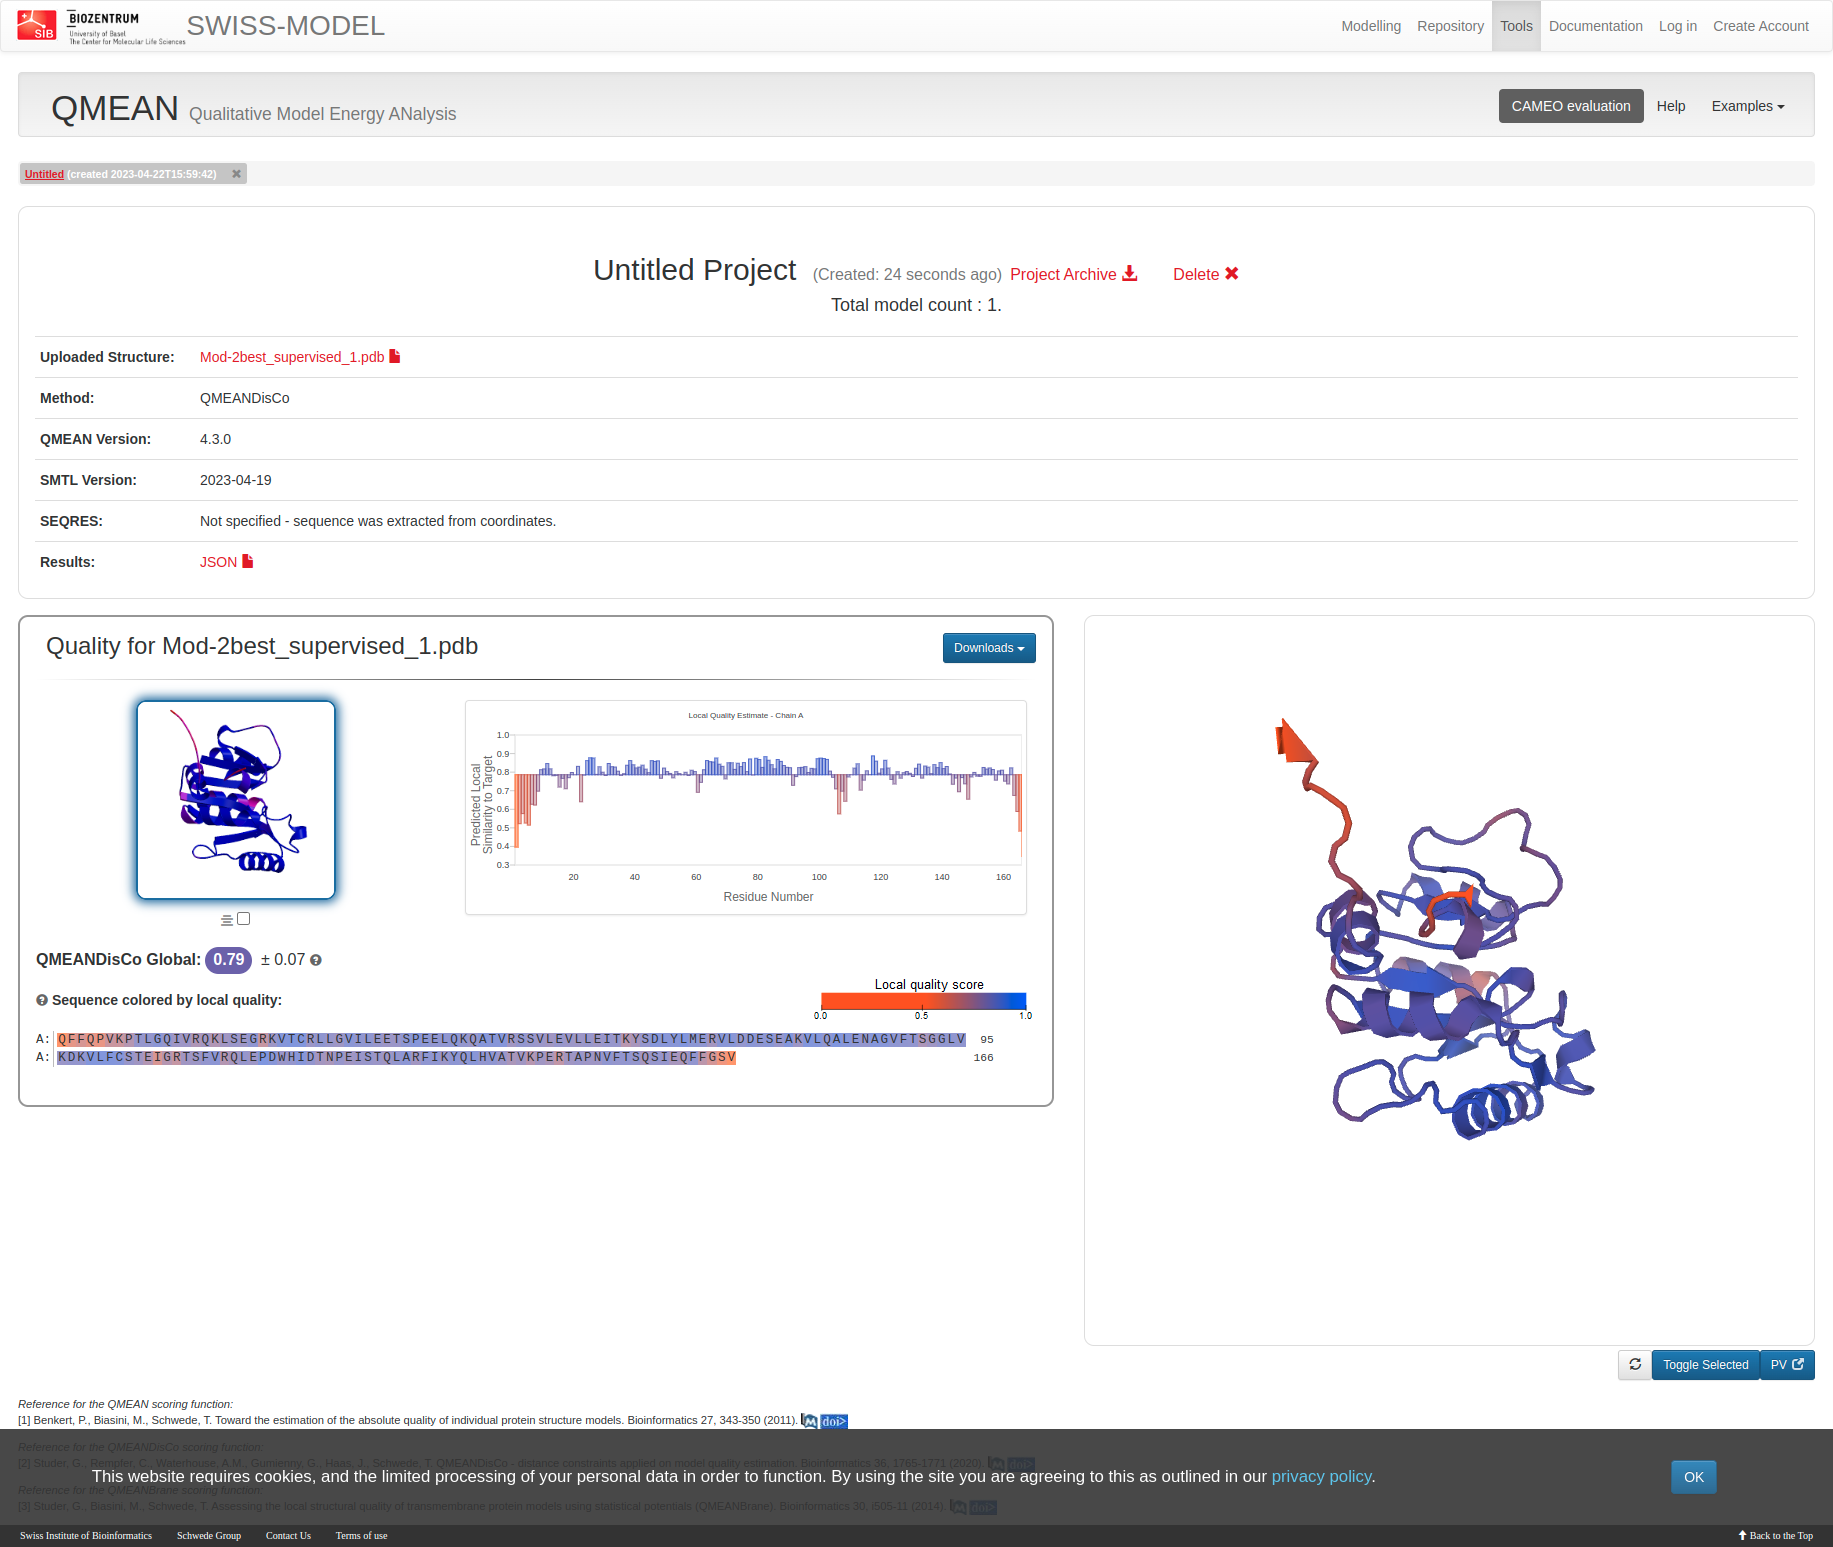 SIB
BIOZENTRUM
University of Basel
The Center for Molecular Life Sciences
SWISS-MODEL
Modelling Repository Tools Documentation Log in Create Account
QMEAN Qualitative Model Energy ANalysis
CAMEO evaluation Help Examples
Untitled (created 2023-04-22T15:59:42)
Untitled Project (Created: 24 seconds ago) Project Archive Delete
Total model count : 1.
Uploaded Structure: Mod-2best_supervised_1.pdb
Method: QMEANDisCo
QMEAN Version: 4.3.0
SMTL Version: 2023-04-19
SEQRES: Not specified - sequence was extracted from coordinates.
Results: JSON
Quality for Mod-2best_supervised_1.pdb
Downloads
Local Quality Estimate - Chain A
Predicted Local
Similarity to Target
1.0
0.9
0.8
0.7
0.6
0.5
0.4
0.3
20 40 60 80 100 120 140 160
Residue Number
QMEANDisCo Global: 0.79 ± 0.07
Sequence colored by local quality:
Local quality score
0.0 0.5 1.0
A: QFFQPVKPTLGQIVRQKLSEGRKVTCRLLGVILEETSPEELQKQATVRSSVLEVLLEITKYSDLYLMERVLDDESEAKVLQALENAGVFTSGGLV 95
A: KDKVLFCSTEIGRTSFVRQLEPDWHIDTNPEISTQLARFIKYQLHVATVKPERTAPNVFTSQSIEQFFGSV 166
Toggle Selected PV
Reference for the QMEAN scoring function:
[1] Benkert, P., Biasini, M., Schwede, T. Toward the estimation of the absolute quality of individual protein structure models. Bioinformatics 27, 343-350 (2011). doi>
Reference for the QMEANDisCo scoring function:
[2] Studer, G., Rempfer, C., Waterhouse, A.M., Gumienny, G., Haas, J., Schwede, T. QMEANDisCo - distance constraints applied on model quality estimation. Bioinformatics 36, 1765-1771 (2020). doi>
This website requires cookies, and the limited processing of your personal data in order to function. By using the site you are agreeing to this as outlined in our privacy policy.
OK
Reference for the QMEANBrane scoring function:
[3] Studer, G., Biasini, M., Schwede, T. Assessing the local structural quality of transmembrane protein models using statistical potentials (QMEANBrane). Bioinformatics 30, i505-11 (2014). doi>
Swiss Institute of Bioinformatics Schwede Group Contact Us Terms of use
Back to the Top